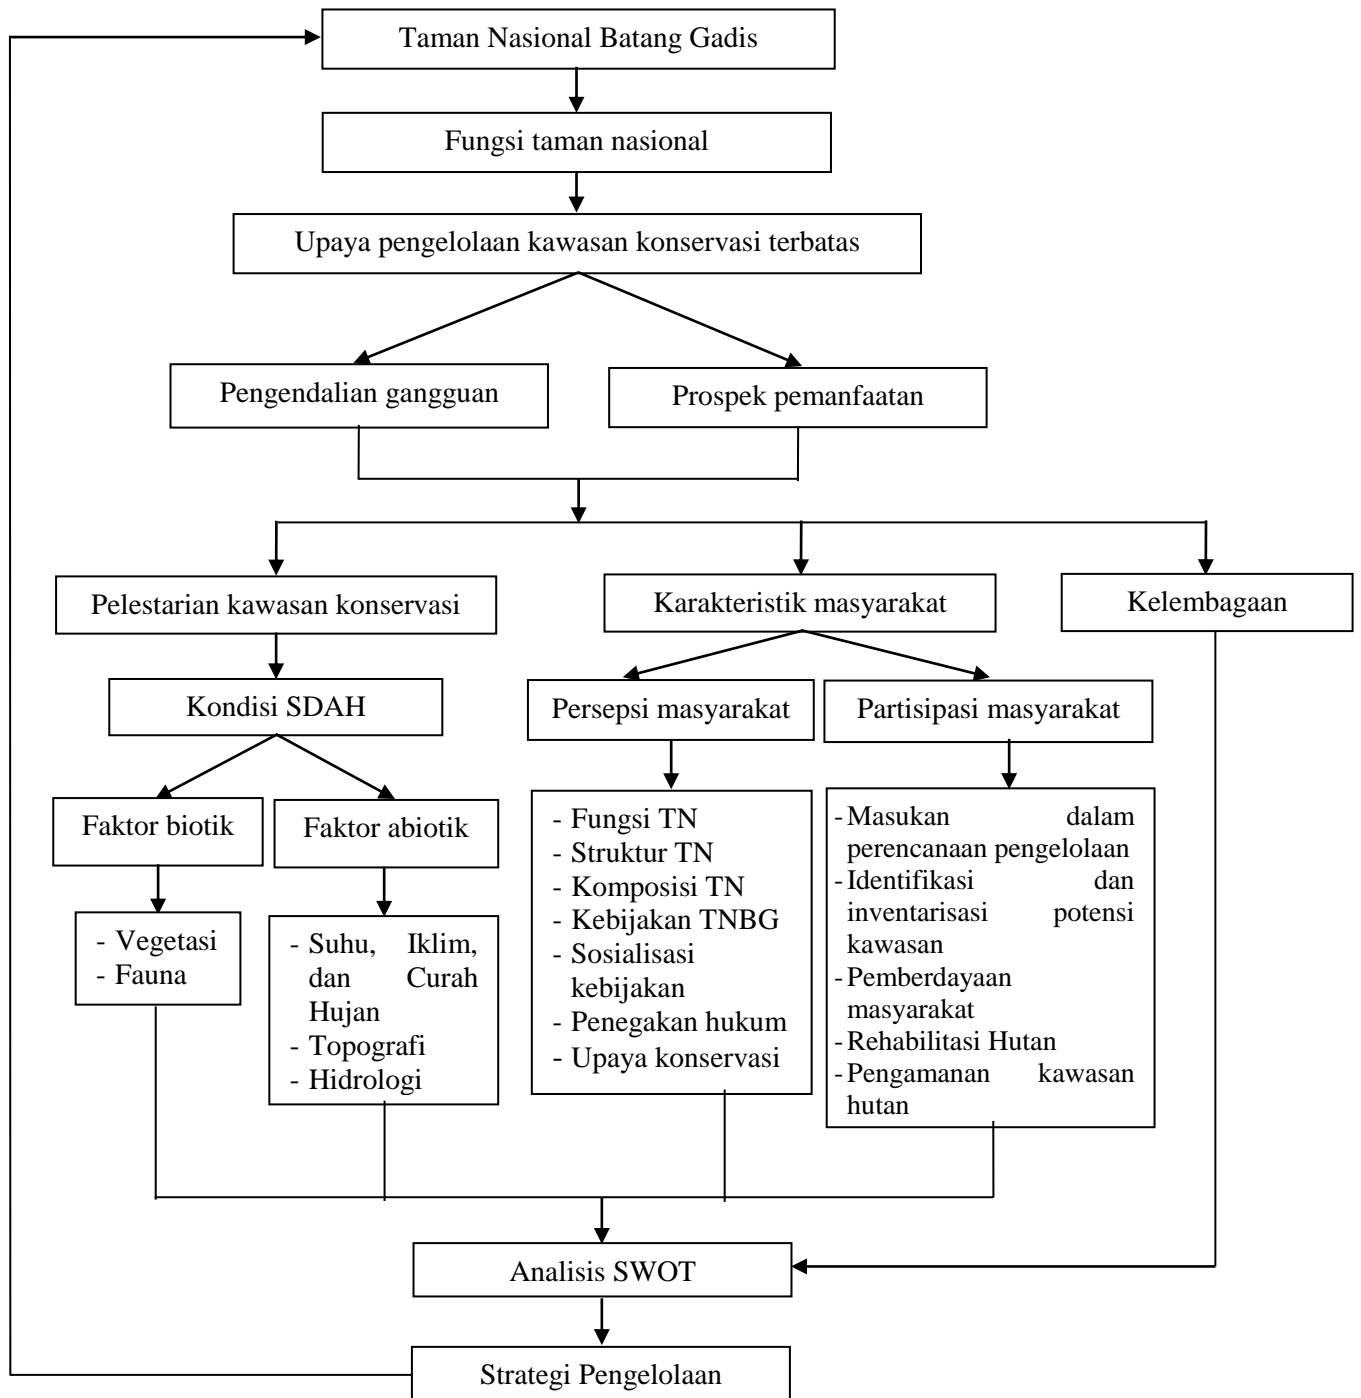 Taman Nasional Batang Gadis
Fungsi taman nasional
Upaya pengelolaan kawasan konservasi terbatas
Pengendalian gangguan
Prospek pemanfaatan
Pelestarian kawasan konservasi
Karakteristik masyarakat
Kelembagaan
Kondisi SDAH
Persepsi masyarakat
Partisipasi masyarakat
Faktor biotik
Faktor abiotik
- Vegetasi
- Fauna
- Suhu, Iklim,
dan Curah
Hujan
- Topografi
- Hidrologi
- Fungsi TN
- Struktur TN
- Komposisi TN
- Kebijakan TNBG
- Sosialisasi
kebijakan
- Penegakan hukum
- Upaya konservasi
- Masukan dalam
perencanaan pengelolaan
- Identifikasi dan
inventarisasi potensi
kawasan
- Pemberdayaan
masyarakat
- Rehabilitasi Hutan
- Pengamanan kawasan
hutan
Analisis SWOT
Strategi Pengelolaan